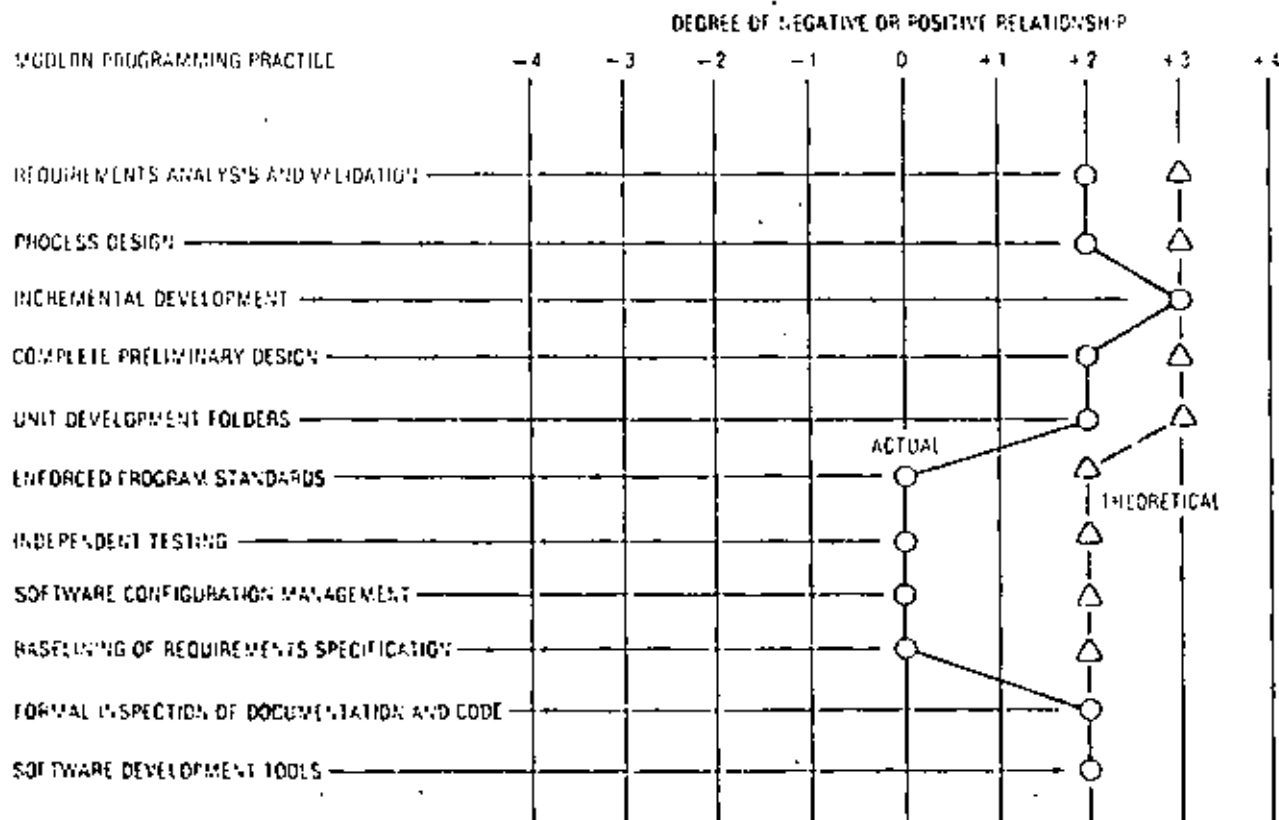 DEGREE OF NEGATIVE OR POSITIVE RELATIONSHIP
MODERN PROGRAMMING PRACTICE -4 -3 -2 -1 0 +1 +2 +3 +4
REQUIREMENTS ANALYSIS AND VALIDATION
PROCESS DESIGN
INCREMENTAL DEVELOPMENT
COMPLETE PRELIMINARY DESIGN
UNIT DEVELOPMENT FOLDERS
ACTUAL
ENFORCED PROGRAM STANDARDS
THEORETICAL
INDEPENDENT TESTING
SOFTWARE CONFIGURATION MANAGEMENT
BASELINING OF REQUIREMENTS SPECIFICATION
FORMAL INSPECTION OF DOCUMENTATION AND CODE
SOFTWARE DEVELOPMENT TOOLS